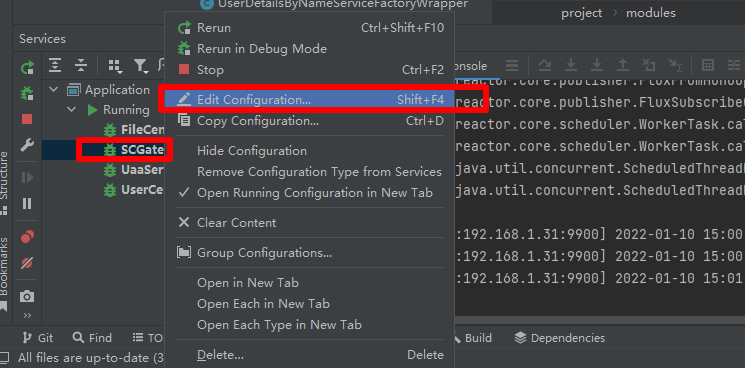 UserDetailsByNameServiceFactoryWrapper
project
modules
Services
Rerun Ctrl+Shift+F10
Rerun in Debug Mode
Stop Ctrl+F2
Edit Configuration... Shift+F4
Copy Configuration... Ctrl+D
Hide Configuration
Remove Configuration Type from Services
Open Running Configuration in New Tab
Clear Content
Group Configurations...
Open in New Tab
Open Each in New Tab
Open Each Type in New Tab
Delete... Delete
Application
Running
FileCen
SCGate
UaaSer
UserCe
Structure
Bookmarks
onsole
reactor.core.publisher.FluxSubscribe
reactor.core.scheduler.WorkerTask.ca
reactor.core.scheduler.WorkerTask.ca
java.util.concurrent.ScheduledThread
java.util.concurrent.ScheduledThread
:192.168.1.31:9900] 2022-01-10 15:00
:192.168.1.31:9900] 2022-01-10 15:00
:192.168.1.31:9900] 2022-01-10 15:01
Git
Find
TO
Build
Dependencies
All files are up-to-date (3